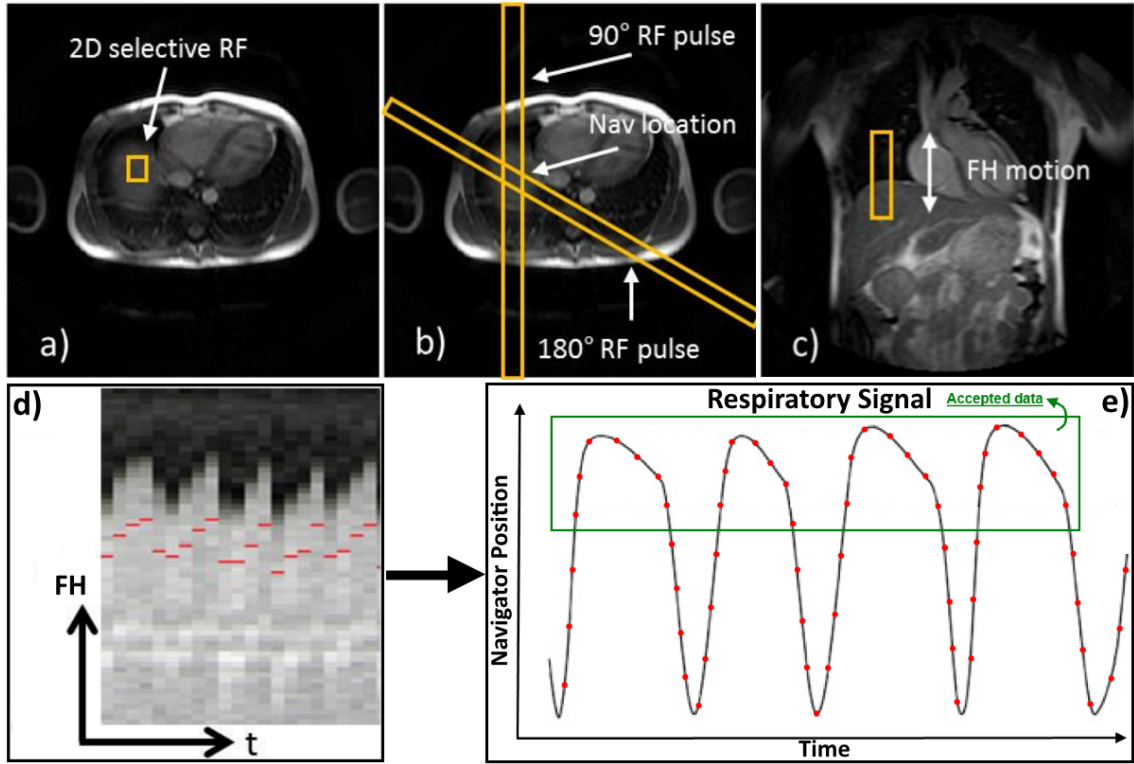 2D selective RF
a)
90° RF pulse
Nav location
180° RF pulse
b)
FH motion
c)
d)
FH
t
e)
Respiratory Signal
Accepted data
Navigator Position
Time